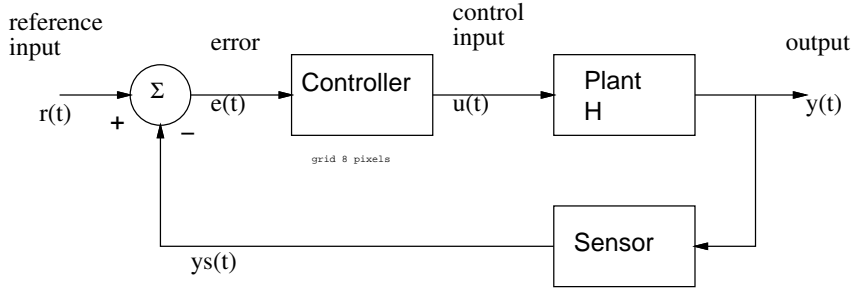 reference
input
error
control
input
output
Controller
Plant
H
Σ
r(t)
+
−
e(t)
u(t)
y(t)
grid 8 pixels
Sensor
ys(t)